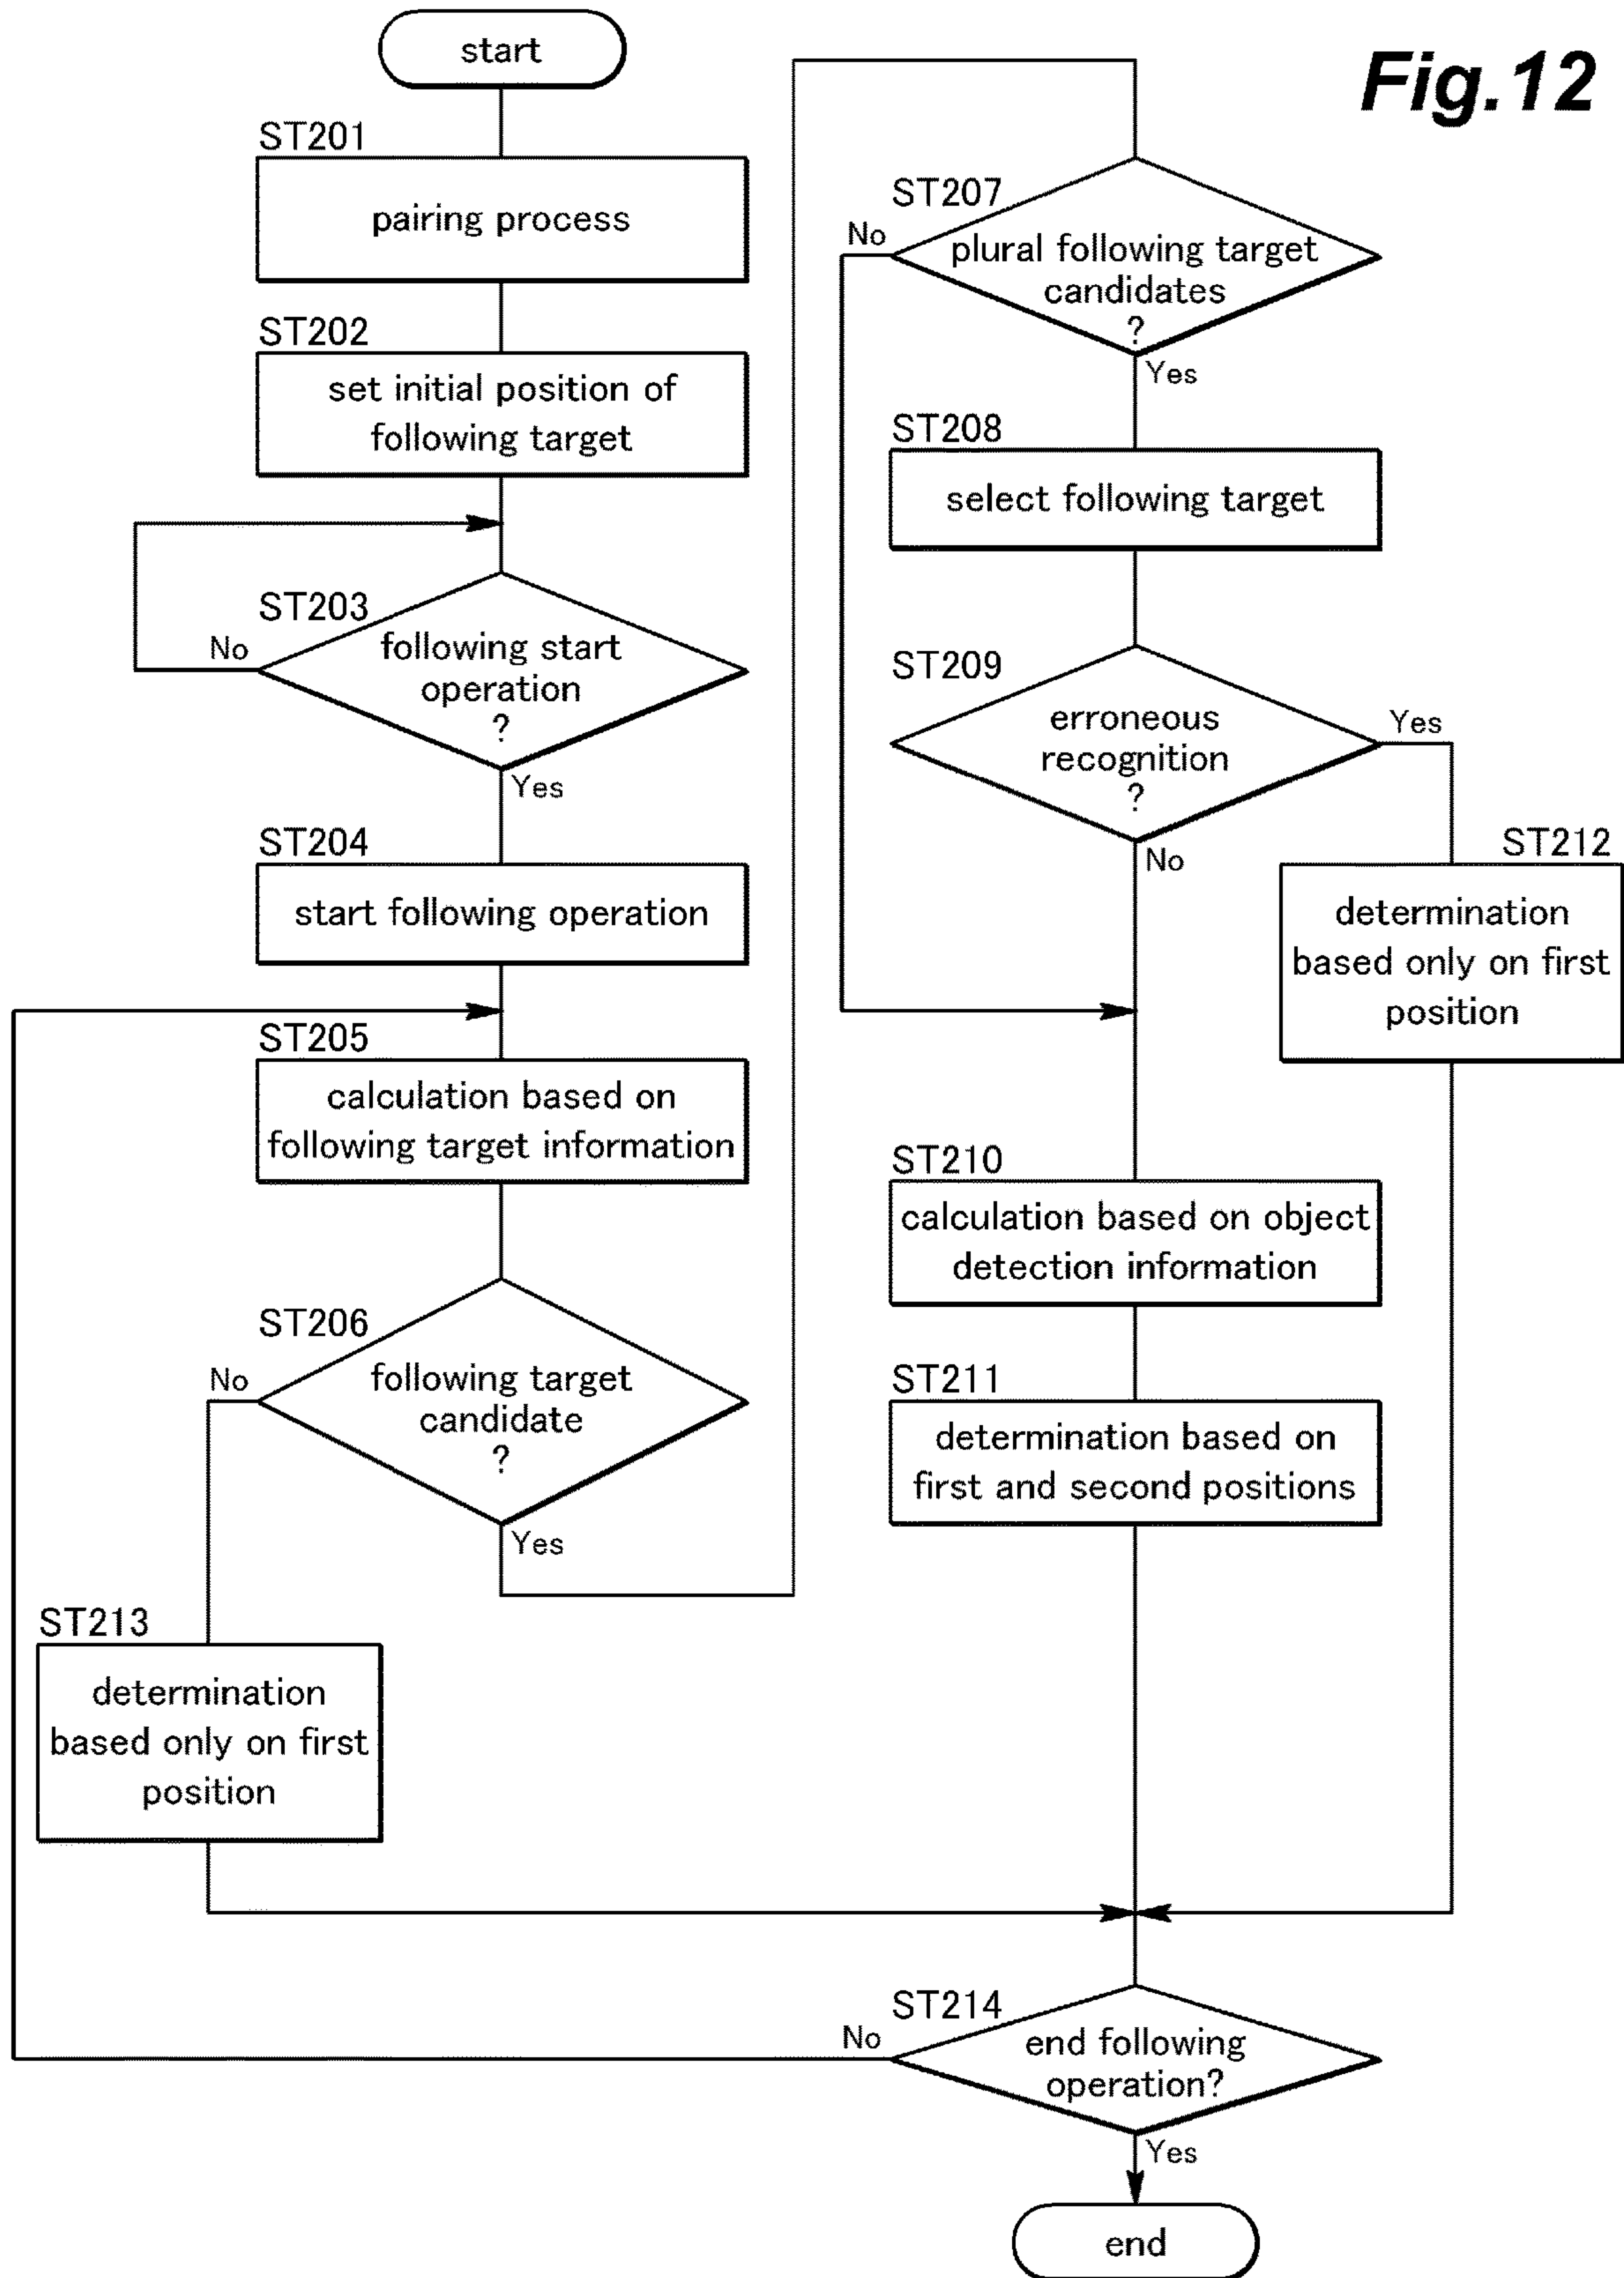 Fig.12
start
ST201
pairing process
ST202
set initial position of
following target
ST203
No
following start
operation
?
Yes
ST204
start following operation
ST205
calculation based on
following target information
ST206
No
following target
candidate
?
Yes
ST213
determination
based only on first
position
ST207
No
plural following target
candidates
?
Yes
ST208
select following target
ST209
erroneous
recognition
?
Yes
No
ST212
determination
based only on first
position
ST210
calculation based on object
detection information
ST211
determination based on
first and second positions
ST214
No
end following
operation?
Yes
end